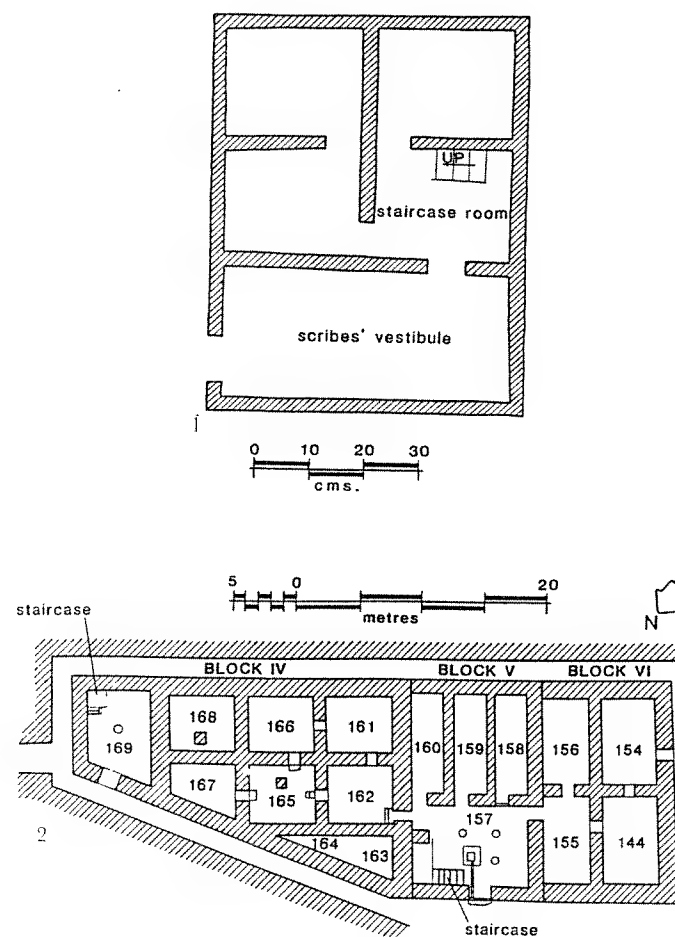 UP
staircase room
scribes' vestibule
1
0 10 20 30
cms.
5 0 20
metres
N
staircase
BLOCK IV BLOCK V BLOCK VI
168 166 161 160 159 158 156 154
169
167 165 162
157
2
164 163 155 144
staircase